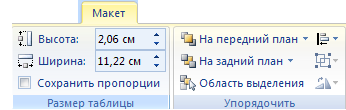 Макет
Высота: 2,06 см
Ширина: 11,22 см
Сохранить пропорции
Размер таблицы
На передний план
На задний план
Область выделения
Упорядочить